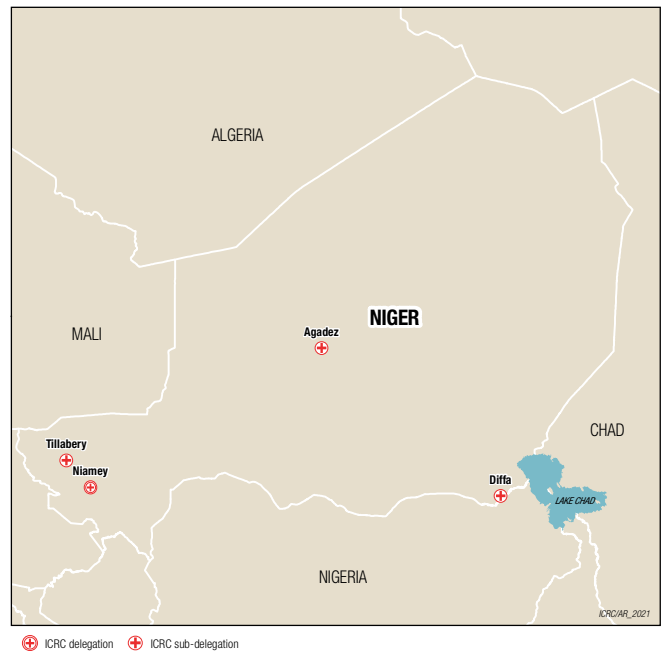 ALGERIA
NIGER
Agadez
MALI
CHAD
Tillabery
Niamey
Diffa
LAKE CHAD
NIGERIA
ICRC/AR_2021
ICRC delegation ICRC sub-delegation